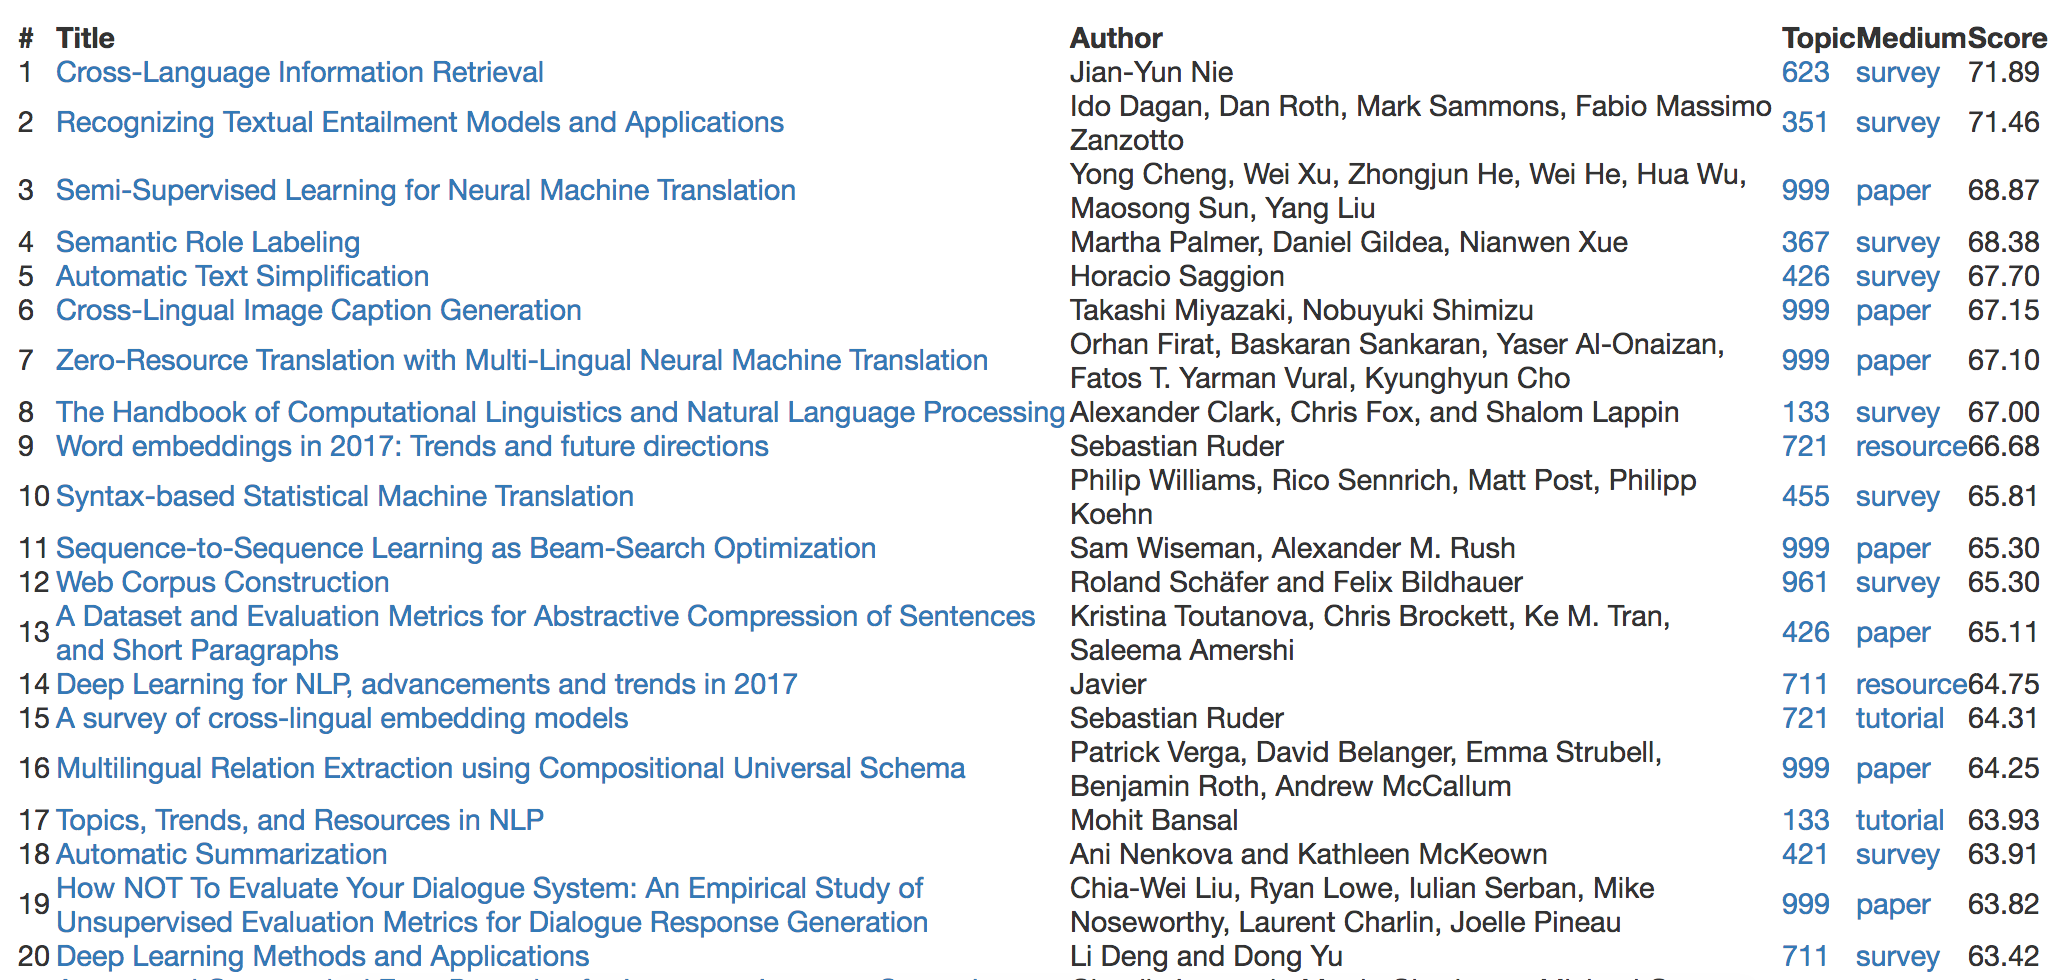 # Title Author Topic Medium Score
1 Cross-Language Information Retrieval Jian-Yun Nie 623 survey 71.89
2 Recognizing Textual Entailment Models and Applications Ido Dagan, Dan Roth, Mark Sammons, Fabio Massimo
Zanzotto 351 survey 71.46
3 Semi-Supervised Learning for Neural Machine Translation Yong Cheng, Wei Xu, Zhongjun He, Wei He, Hua Wu,
Maosong Sun, Yang Liu 999 paper 68.87
4 Semantic Role Labeling Martha Palmer, Daniel Gildea, Nianwen Xue 367 survey 68.38
5 Automatic Text Simplification Horacio Saggion 426 survey 67.70
6 Cross-Lingual Image Caption Generation Takashi Miyazaki, Nobuyuki Shimizu 999 paper 67.15
7 Zero-Resource Translation with Multi-Lingual Neural Machine Translation Orhan Firat, Baskaran Sankaran, Yaser Al-Onaizan,
Fatos T. Yarman Vural, Kyunghyun Cho 999 paper 67.10
8 The Handbook of Computational Linguistics and Natural Language Processing Alexander Clark, Chris Fox, and Shalom Lappin 133 survey 67.00
9 Word embeddings in 2017: Trends and future directions Sebastian Ruder 721 resource 66.68
10 Syntax-based Statistical Machine Translation Philip Williams, Rico Sennrich, Matt Post, Philipp
Koehn 455 survey 65.81
11 Sequence-to-Sequence Learning as Beam-Search Optimization Sam Wiseman, Alexander M. Rush 999 paper 65.30
12 Web Corpus Construction Roland Schäfer and Felix Bildhauer 961 survey 65.30
13 A Dataset and Evaluation Metrics for Abstractive Compression of Sentences
and Short Paragraphs Kristina Toutanova, Chris Brockett, Ke M. Tran,
Saleema Amershi 426 paper 65.11
14 Deep Learning for NLP, advancements and trends in 2017 Javier 711 resource 64.75
15 A survey of cross-lingual embedding models Sebastian Ruder 721 tutorial 64.31
16 Multilingual Relation Extraction using Compositional Universal Schema Patrick Verga, David Belanger, Emma Strubell,
Benjamin Roth, Andrew McCallum 999 paper 64.25
17 Topics, Trends, and Resources in NLP Mohit Bansal 133 tutorial 63.93
18 Automatic Summarization Ani Nenkova and Kathleen McKeown 421 survey 63.91
19 How NOT To Evaluate Your Dialogue System: An Empirical Study of
Unsupervised Evaluation Metrics for Dialogue Response Generation Chia-Wei Liu, Ryan Lowe, Iulian Serban, Mike
Noseworthy, Laurent Charlin, Joelle Pineau 999 paper 63.82
20 Deep Learning Methods and Applications Li Deng and Dong Yu 711 survey 63.42